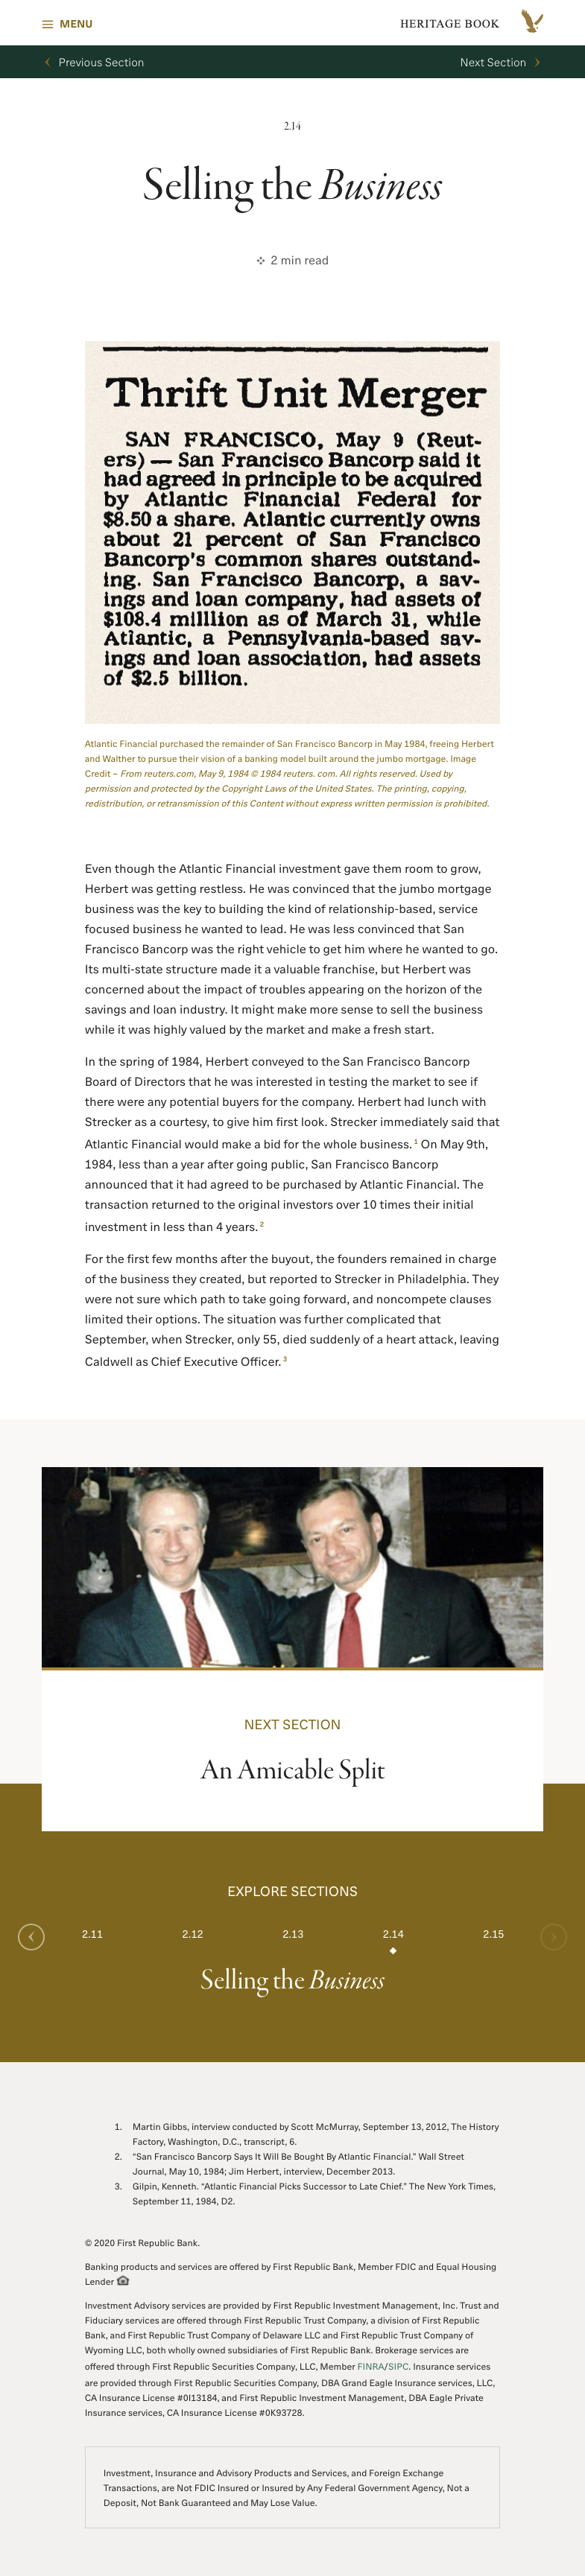 MENU
HERITAGE BOOK
Previous Section
Next Section
2.14
Selling the Business
2 min read
Thrift Unit Merger
SAN FRANCISCO, May 9 (Reut-
ers) — San Francisco Bancorp said it
had agreed in principle to be acquired
by Atlantic Financial Federal for
$8.50 a share. Atlantic currently owns
about 21 percent of San Francisco
Bancorp's common shares outstand-
ing. San Francisco Bancorp, a sav-
ings and loan company, had assets of
$108.4 million as of March 31, while
Atlantic, a Pennsylvania-based sav-
ings and loan association, had assets
of $2.5 billion.
Atlantic Financial purchased the remainder of San Francisco Bancorp in May 1984, freeing Herbert
and Walther to pursue their vision of a banking model built around the jumbo mortgage. Image
Credit – From reuters.com, May 9, 1984 © 1984 reuters. com. All rights reserved. Used by
permission and protected by the Copyright Laws of the United States. The printing, copying,
redistribution, or retransmission of this Content without express written permission is prohibited.
Even though the Atlantic Financial investment gave them room to grow,
Herbert was getting restless. He was convinced that the jumbo mortgage
business was the key to building the kind of relationship-based, service
focused business he wanted to lead. He was less convinced that San
Francisco Bancorp was the right vehicle to get him where he wanted to go.
Its multi-state structure made it a valuable franchise, but Herbert was
concerned about the impact of troubles appearing on the horizon of the
savings and loan industry. It might make more sense to sell the business
while it was highly valued by the market and make a fresh start.
In the spring of 1984, Herbert conveyed to the San Francisco Bancorp
Board of Directors that he was interested in testing the market to see if
there were any potential buyers for the company. Herbert had lunch with
Strecker as a courtesy, to give him first look. Strecker immediately said that
Atlantic Financial would make a bid for the whole business. 1 On May 9th,
1984, less than a year after going public, San Francisco Bancorp
announced that it had agreed to be purchased by Atlantic Financial. The
transaction returned to the original investors over 10 times their initial
investment in less than 4 years. 2
For the first few months after the buyout, the founders remained in charge
of the business they created, but reported to Strecker in Philadelphia. They
were not sure which path to take going forward, and noncompete clauses
limited their options. The situation was further complicated that
September, when Strecker, only 55, died suddenly of a heart attack, leaving
Caldwell as Chief Executive Officer. 3
NEXT SECTION
An Amicable Split
EXPLORE SECTIONS
2.11 2.12 2.13 2.14 2.15
Selling the Business
1. Martin Gibbs, interview conducted by Scott McMurray, September 13, 2012, The History
Factory, Washington, D.C., transcript, 6.
2. “San Francisco Bancorp Says It Will Be Bought By Atlantic Financial.” Wall Street
Journal, May 10, 1984; Jim Herbert, interview, December 2013.
3. Gilpin, Kenneth. “Atlantic Financial Picks Successor to Late Chief.” The New York Times,
September 11, 1984, D2.
© 2020 First Republic Bank.
Banking products and services are offered by First Republic Bank, Member FDIC and Equal Housing
Lender
Investment Advisory services are provided by First Republic Investment Management, Inc. Trust and
Fiduciary services are offered through First Republic Trust Company, a division of First Republic
Bank, and First Republic Trust Company of Delaware LLC and First Republic Trust Company of
Wyoming LLC, both wholly owned subsidiaries of First Republic Bank. Brokerage services are
offered through First Republic Securities Company, LLC, Member FINRA/SIPC. Insurance services
are provided through First Republic Securities Company, DBA Grand Eagle Insurance services, LLC,
CA Insurance License #0I13184, and First Republic Investment Management, DBA Eagle Private
Insurance services, CA Insurance License #0K93728.
Investment, Insurance and Advisory Products and Services, and Foreign Exchange
Transactions, are Not FDIC Insured or Insured by Any Federal Government Agency, Not a
Deposit, Not Bank Guaranteed and May Lose Value.